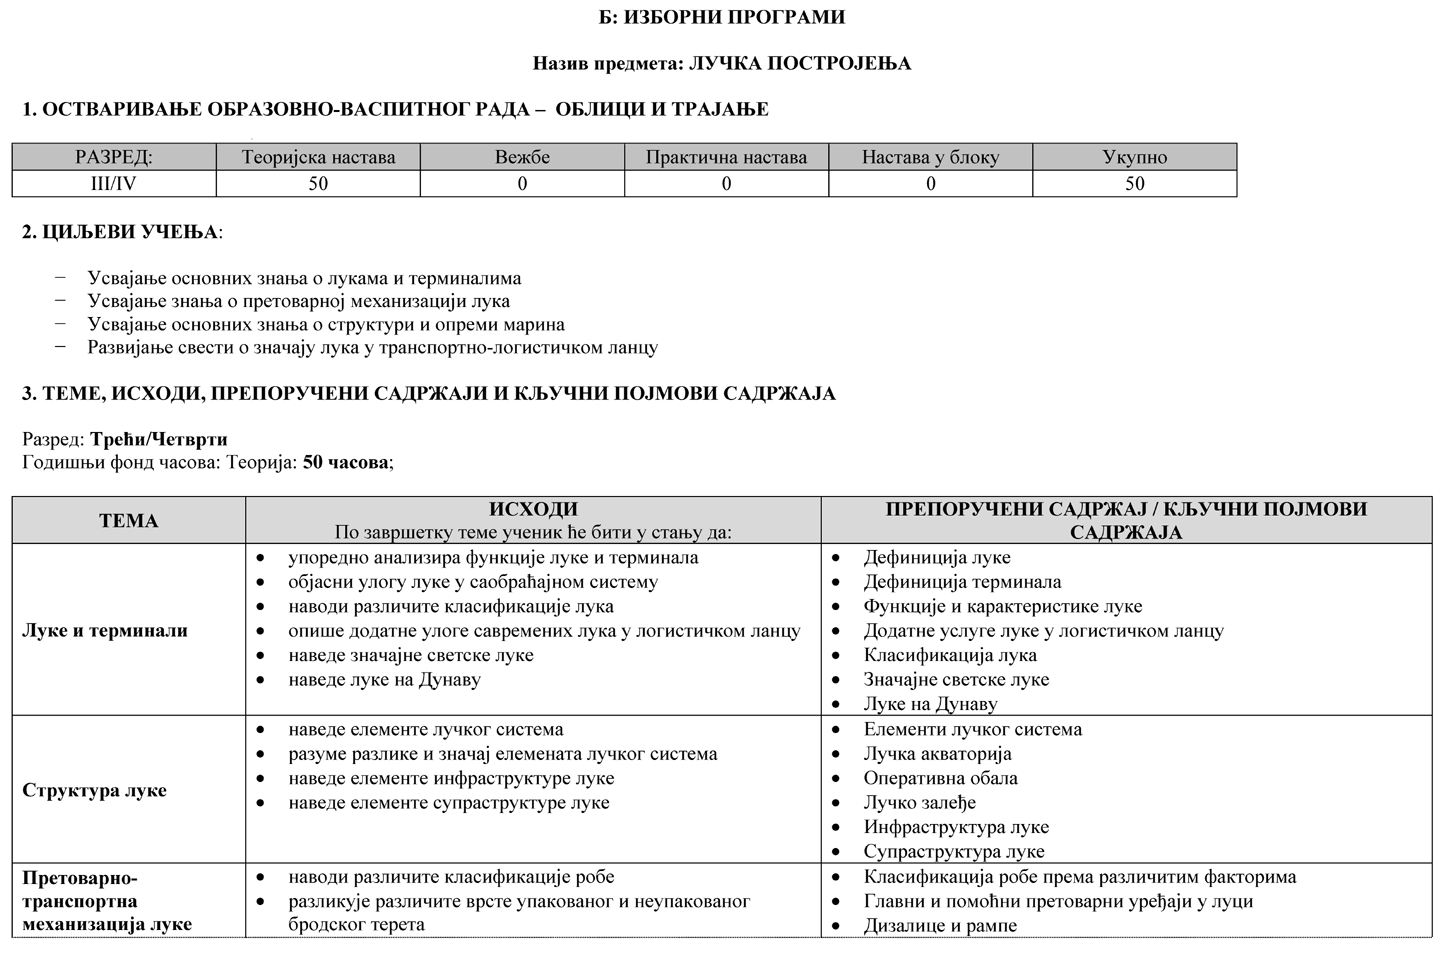 Б: ИЗБОРНИ ПРОГРАМИ
Назив предмета: ЛУЧКА ПОСТРОЈЕЊА
1. ОСТВАРИВАЊЕ ОБРАЗОВНО-ВАСПИТНОГ РАДА – ОБЛИЦИ И ТРАЈАЊЕ
РАЗРЕД: Теоријска настава Вежбе Практична настава Настава у блоку Укупно
III/IV 50 0 0 0 50
2. ЦИЉЕВИ УЧЕЊА:
− Усвајање основних знања о лукама и терминалима
− Усвајање знања о претоварној механизацији лука
− Усвајање основних знања о структури и опреми марина
− Развијање свести о значају лука у транспортно-логистичком ланцу
3. ТЕМЕ, ИСХОДИ, ПРЕПОРУЧЕНИ САДРЖАЈИ И КЉУЧНИ ПОЈМОВИ САДРЖАЈА
Разред: Трећи/Четврти
Годишњи фонд часова: Теорија: 50 часова;
ТЕМА
ИСХОДИ
По завршетку теме ученик ће бити у стању да:
ПРЕПОРУЧЕНИ САДРЖАЈ / КЉУЧНИ ПОЈМОВИ
САДРЖАЈА
Луке и терминали
• упоредно анализира функције луке и терминала
• објасни улогу луке у саобраћајном систему
• наводи различите класификације лука
• опише додатне улоге савремених лука у логистичком ланцу
• наведе значајне светске луке
• наведе луке на Дунаву
• Дефиниција луке
• Дефиниција терминала
• Функције и карактеристике луке
• Додатне услуге луке у логистичком ланцу
• Класификација лука
• Значајне светске луке
• Луке на Дунаву
Структура луке
• наведе елементе лучког система
• разуме разлике и значај елемената лучког система
• наведе елементе инфраструктуре луке
• наведе елементе супраструктуре луке
• Елементи лучког система
• Лучка акваторија
• Оперативна обала
• Лучко залеђе
• Инфраструктура луке
• Супраструктура луке
Претоварно-
транспортна
механизација луке
• наводи различите класификације робе
• разликује различите врсте упакованог и неупакованог
бродског терета
• Класификација робе према различитим факторима
• Главни и помоћни претоварни уређаји у луци
• Дизалице и рампе